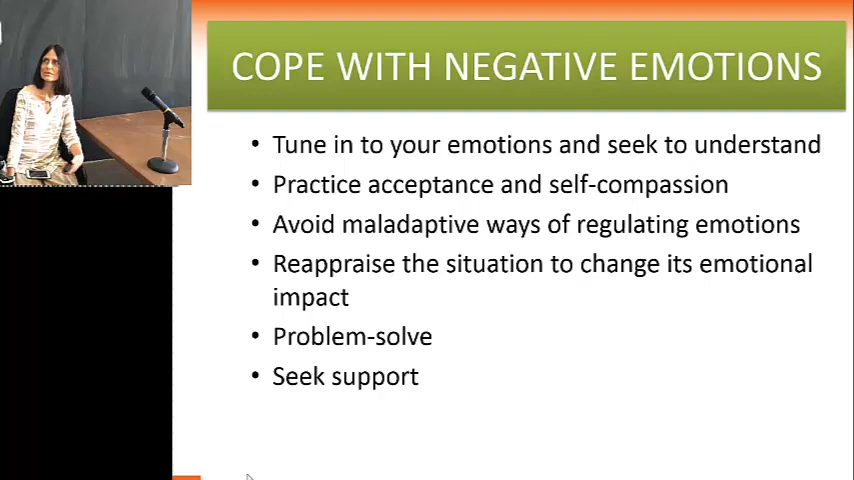 COPE WITH NEGATIVE EMOTIONS
• Tune in to your emotions and seek to understand
• Practice acceptance and self-compassion
• Avoid maladaptive ways of regulating emotions
• Reappraise the situation to change its emotional
impact
• Problem-solve
• Seek support